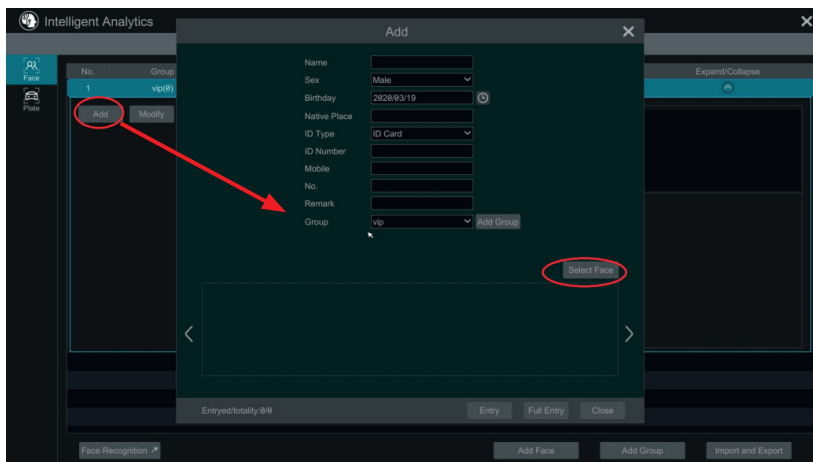 Intelligent Analytics
Add
Face
Plate
No. Group Expand/Collapse
1 vip(0)
Add Modify
Name
Sex Male
Birthday 2020/03/19
Native Place
ID Type ID Card
ID Number
Mobile
No.
Remark
Group vip Add Group
Select Face
Entryed/totality:0/0 Entry Full Entry Close
Face Recognition Add Face Add Group Import and Export